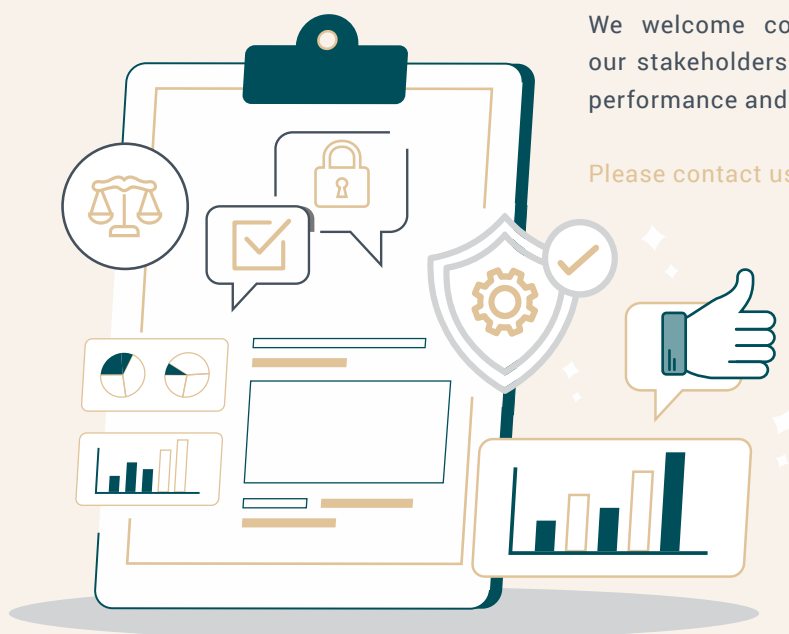 We welcome co
our stakeholders
performance and
Please contact us